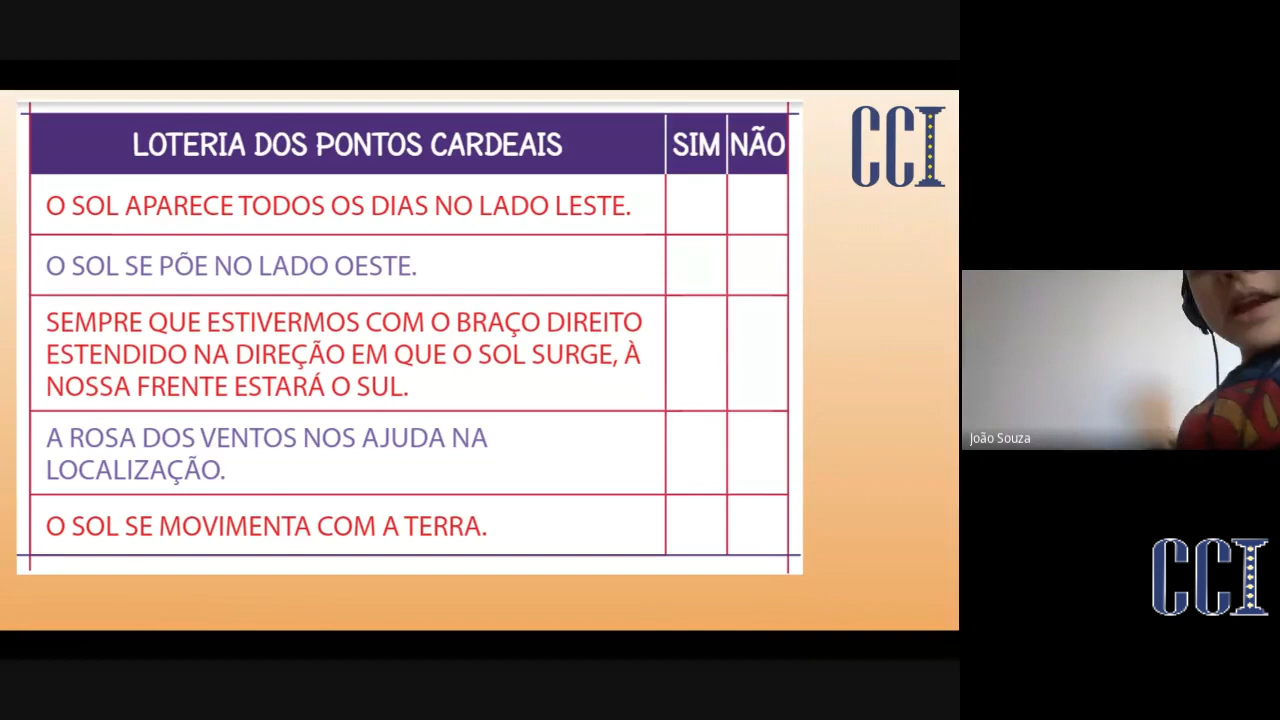 LOTERIA DOS PONTOS CARDEAIS SIM NÃO
O SOL APARECE TODOS OS DIAS NO LADO LESTE.
O SOL SE PÕE NO LADO OESTE.
SEMPRE QUE ESTIVERMOS COM O BRAÇO DIREITO
ESTENDIDO NA DIREÇÃO EM QUE O SOL SURGE, À
NOSSA FRENTE ESTARÁ O SUL.
A ROSA DOS VENTOS NOS AJUDA NA
LOCALIZAÇÃO.
O SOL SE MOVIMENTA COM A TERRA.
CCI
João Souza
CCI